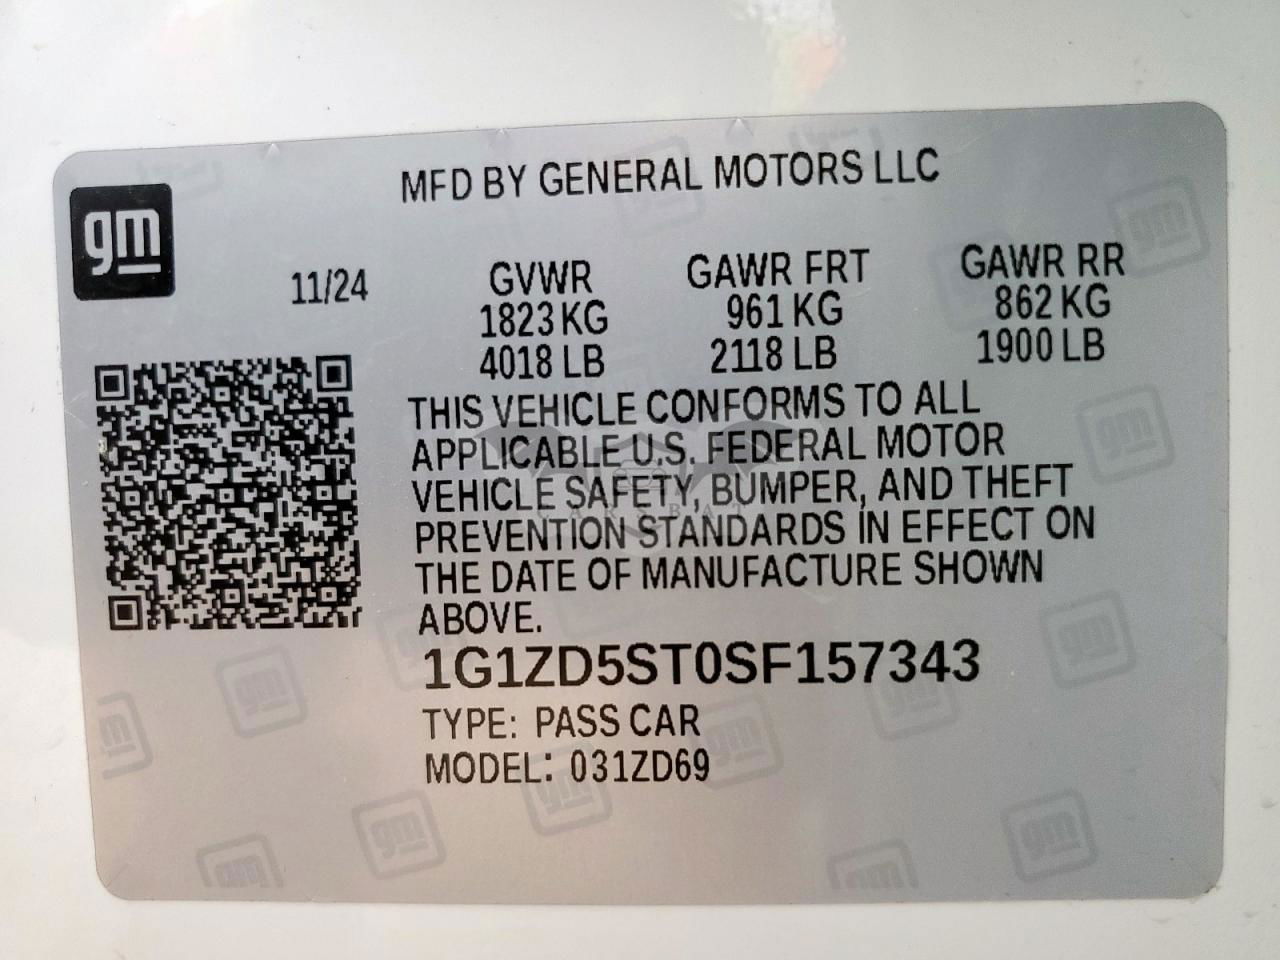 MFD BY GENERAL MOTORS LLC
gm
11/24
GVWR GAWR FRT GAWR RR
1823 KG 961 KG 862 KG
4018 LB 2118 LB 1900 LB
THIS VEHICLE CONFORMS TO ALL
APPLICABLE U.S. FEDERAL MOTOR
VEHICLE SAFETY, BUMPER, AND THEFT
CARSBAT
PREVENTION STANDARDS IN EFFECT ON
THE DATE OF MANUFACTURE SHOWN
ABOVE.
1G1ZD5ST0SF157343
TYPE: PASS CAR
MODEL: 031ZD69